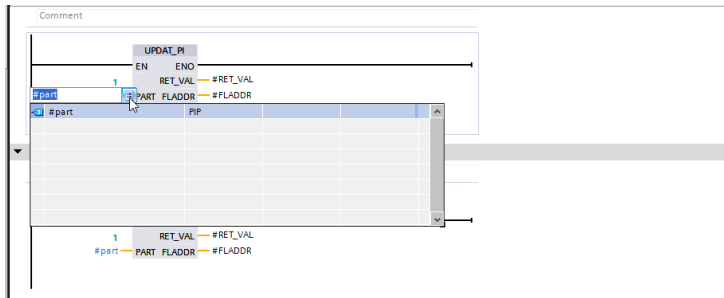 Comment
UPDAT_PI
EN ENO
1 RET_VAL #RET_VAL
#part PART FLADDR #FLADDR
#part PIP
1 RET_VAL #RET_VAL
#part PART FLADDR #FLADDR